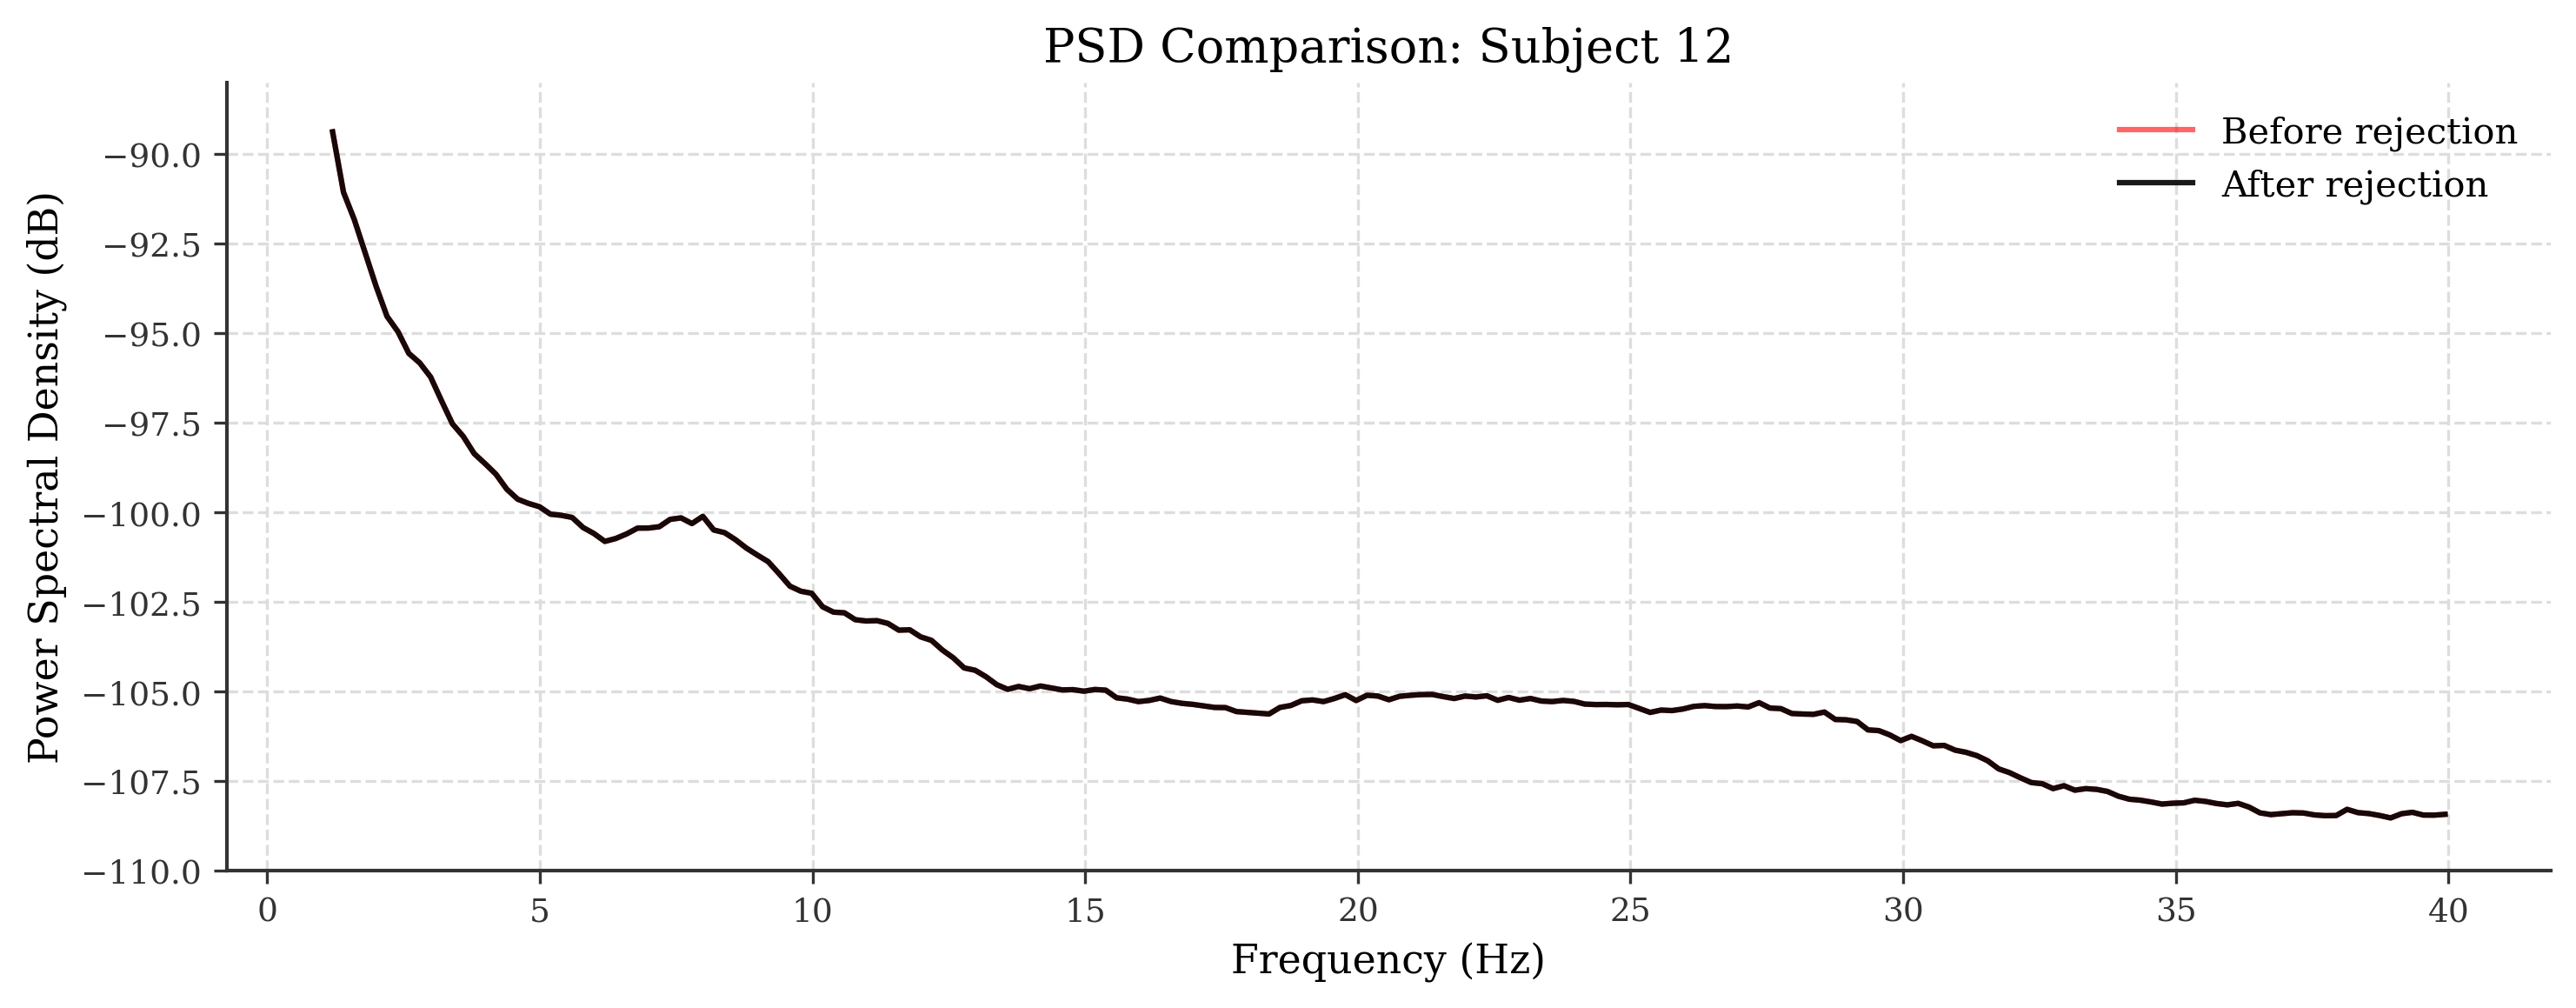 PSD Comparison: Subject 12
Before rejection
After rejection
Power Spectral Density (dB)
−90.0
−92.5
−95.0
−97.5
−100.0
−102.5
−105.0
−107.5
−110.0
0 5 10 15 20 25 30 35 40
Frequency (Hz)